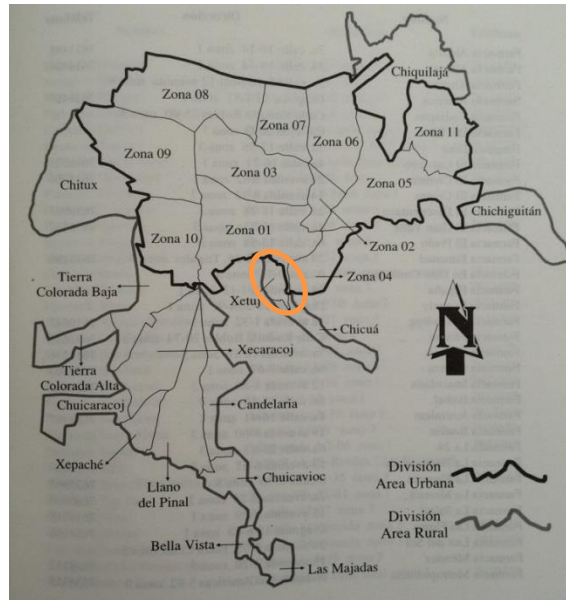 Chiquilajá
Zona 08
Zona 07
Zona 06
Zona 11
Zona 09
Zona 03
Zona 05
Chitux
Chichiguitán
Zona 10
Zona 01
Zona 02
Zona 04
Tierra
Colorada Baja
Xetuj
Chicuá
N
Xecaracoj
Tierra
Colorada Alta
Chuicaracoj
Candelaria
Xepaché
Chuicavioc
Llano
del Pinal
División
Area Urbana
División
Area Rural
Bella Vista
Las Majadas